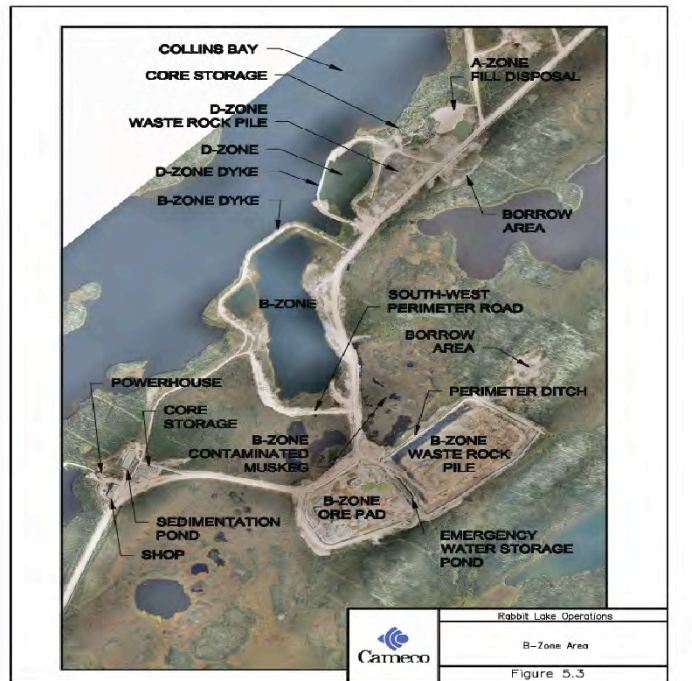 COLLINS BAY
CORE STORAGE
A-ZONE
FILL DISPOSAL
D-ZONE
WASTE ROCK PILE
D-ZONE
D-ZONE DYKE
B-ZONE DYKE
BORROW
AREA
B-ZONE
SOUTH-WEST
PERIMETER ROAD
BORROW
AREA
POWERHOUSE
CORE
STORAGE
PERIMETER DITCH
B-ZONE
CONTAMINATED
MUSKEG
B-ZONE
WASTE ROCK
PILE
B-ZONE
ORE PAD
SEDIMENTATION
POND
SHOP
EMERGENCY
WATER STORAGE
POND
Cameco
Rabbit Lake Operations
B-Zone Area
Figure 5.3